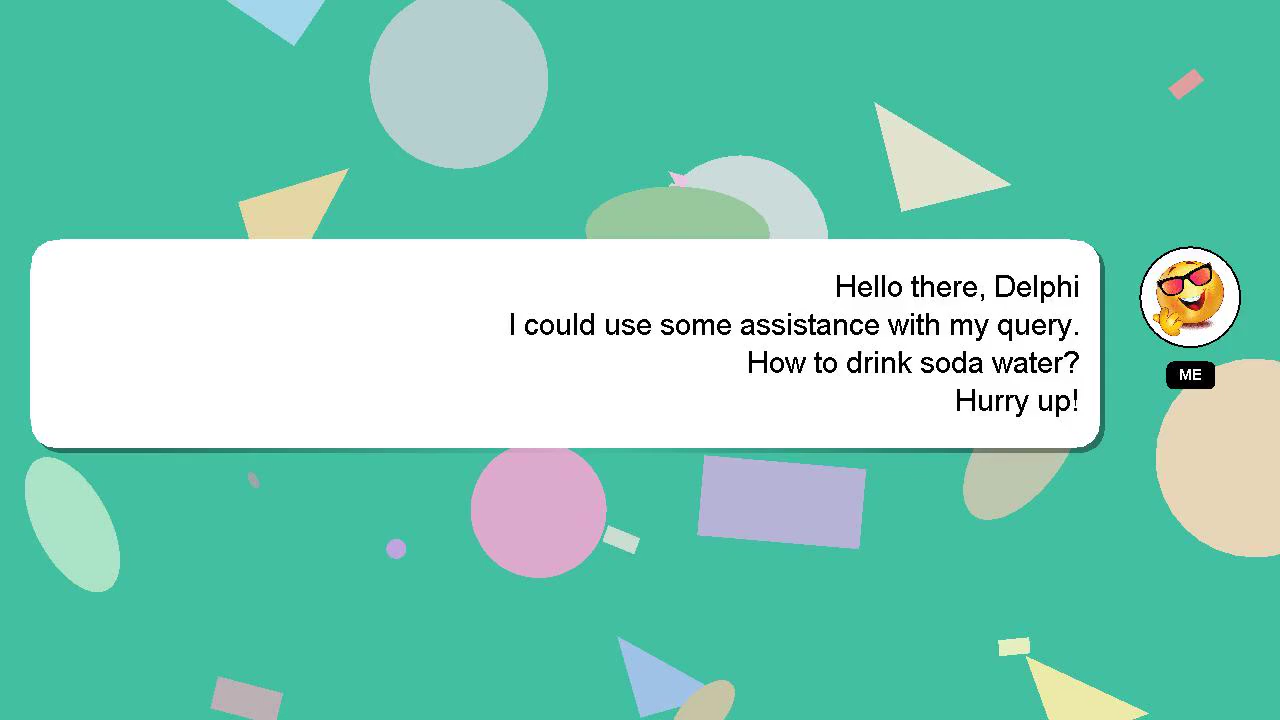 Hello there, Delphi
I could use some assistance with my query.
How to drink soda water?
Hurry up!
ME